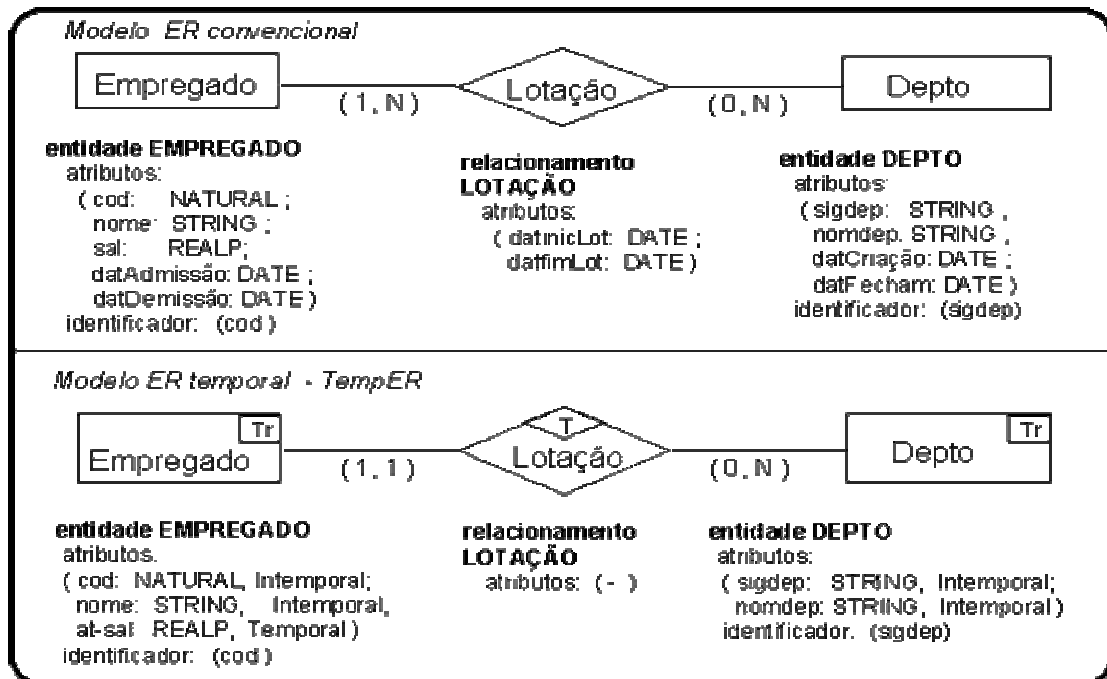 Modelo ER convencional
Empregado
(1,N)
Lotação
(0,N)
Depto
entidade EMPREGADO
atributos:
(cod: NATURAL;
nome: STRING;
sal: REALP;
datAdmissão: DATE;
datDemissão: DATE)
identificador: (cod)
relacionamento
LOTAÇÃO
atributos:
(datinicLot: DATE;
datfimLot: DATE)
entidade DEPTO
atributos:
(sigdep: STRING,
nomdep: STRING,
datCriação: DATE;
datFecham: DATE)
identificador: (sigdep)
Modelo ER temporal - TempER
Tr
Empregado
(1,1)
T
Lotação
(0,N)
Tr
Depto
entidade EMPREGADO
atributos.
(cod: NATURAL, Intemporal;
nome: STRING, Intemporal,
at-sal: REALP, Temporal)
identificador: (cod)
relacionamento
LOTAÇÃO
atributos: (-)
entidade DEPTO
atributos:
(sigdep: STRING, Intemporal;
nomdep: STRING, Intemporal)
identificador. (sigdep)